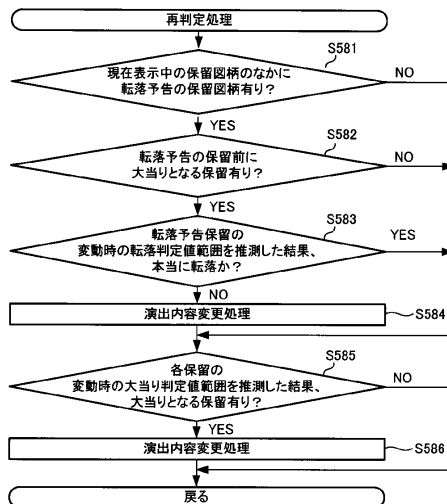 再判定処理
S581
現在表示中の保留図柄のなかに
転落予告の保留図柄有り？
NO
YES
S582
転落予告の保留前に
大当りとなる保留有り？
NO
YES
S583
転落予告保留の
変動時の転落判定値範囲を推測した結果、
本当に転落か？
YES
NO
演出内容変更処理
S584
S585
各保留の
変動時の大当り判定値範囲を推測した結果、
大当りとなる保留有り？
NO
YES
演出内容変更処理
S586
戻る